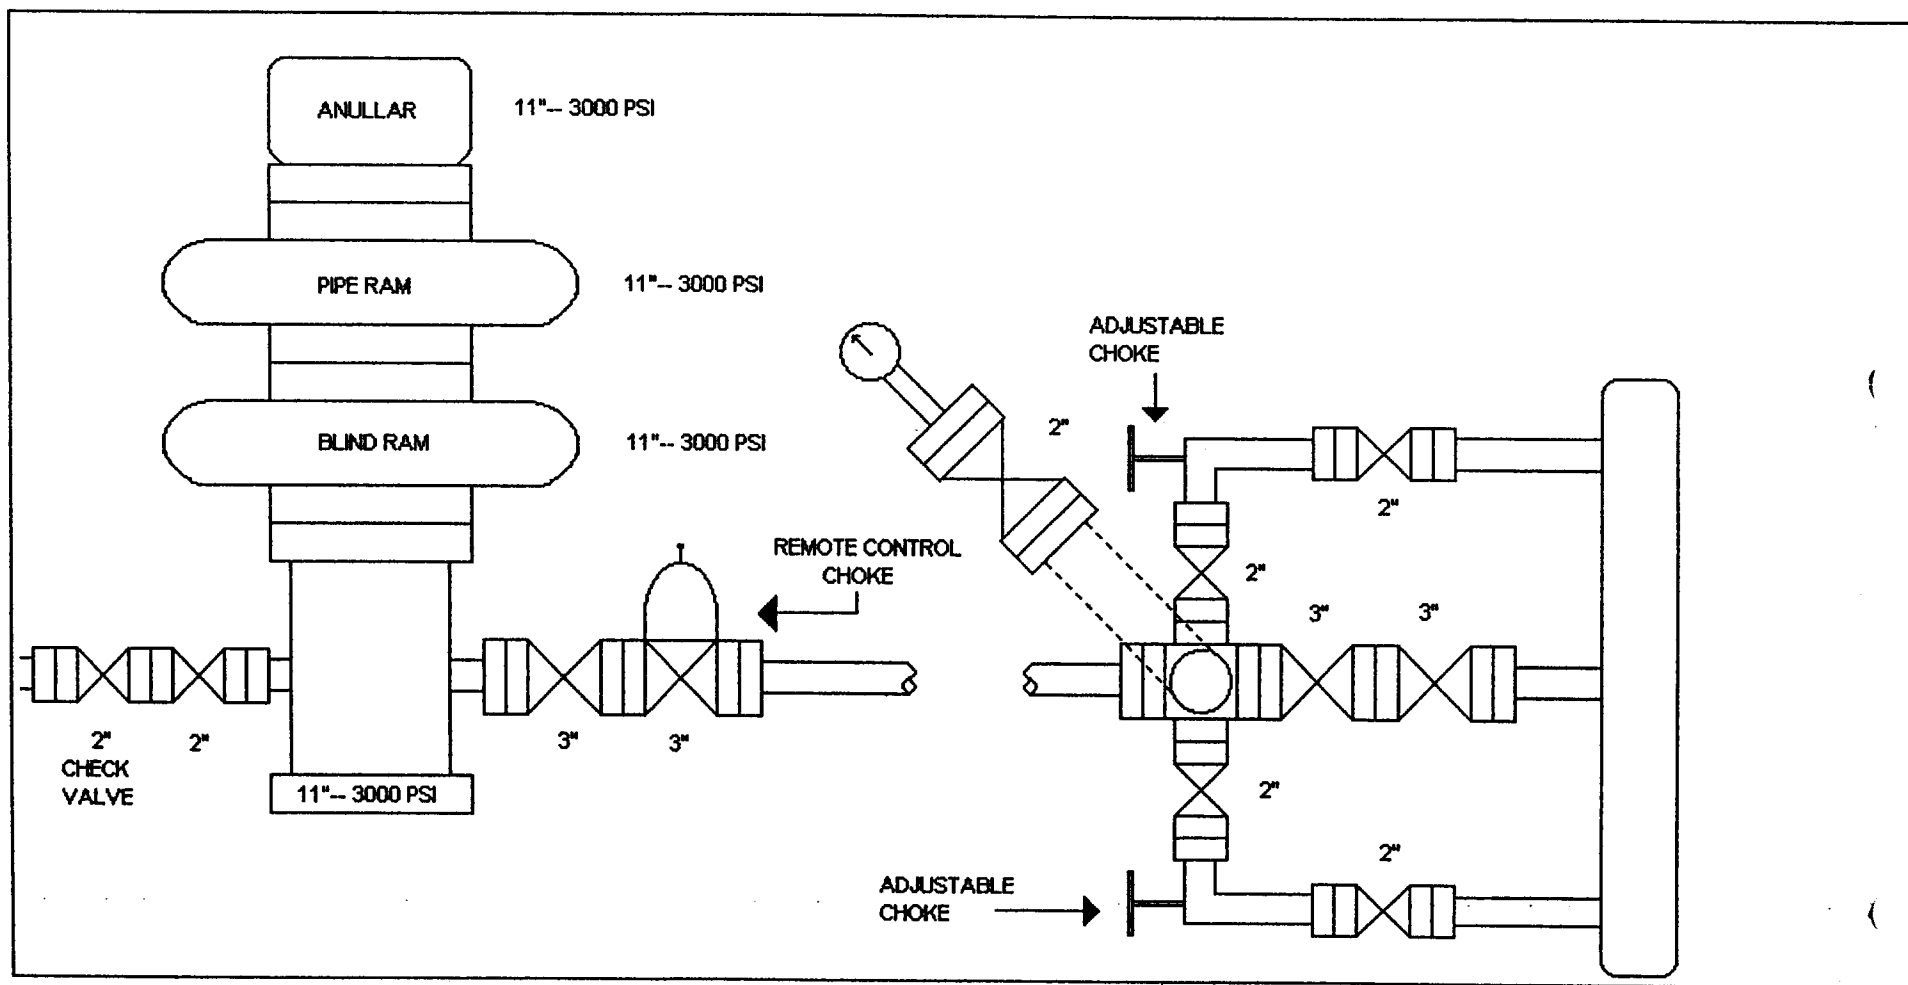 ANULLAR
11"-- 3000 PSI
PIPE RAM
11"-- 3000 PSI
BLIND RAM
11"-- 3000 PSI
REMOTE CONTROL
CHOKE
2"
CHECK
VALVE
2"
3"
3"
11"-- 3000 PSI
ADJUSTABLE
CHOKE
2"
2"
2"
3"
3"
2"
2"
ADJUSTABLE
CHOKE